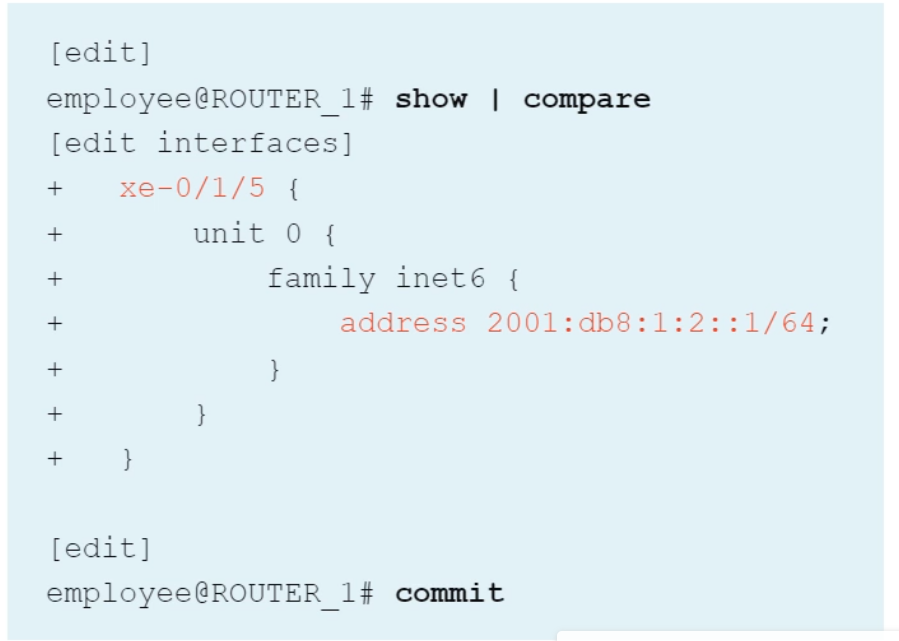 [edit]
employee@ROUTER_1# show | compare
[edit interfaces]
+   xe-0/1/5 {
+       unit 0 {
+           family inet6 {
+               address 2001:db8:1:2::1/64;
+           }
+       }
+   }

[edit]
employee@ROUTER_1# commit